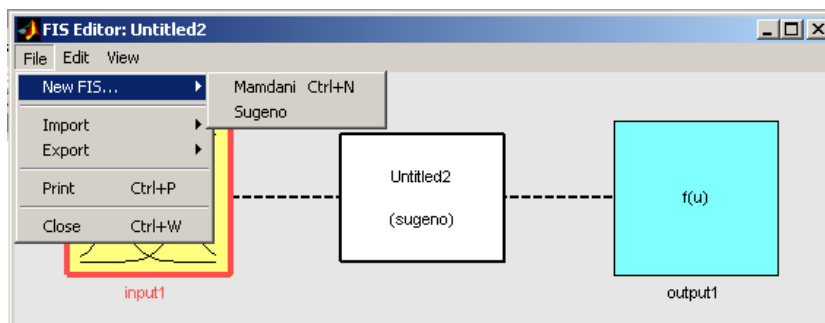 FIS Editor: Untitled2
File Edit View
New FIS...
Mamdani Ctrl+N
Sugeno
Import
Export
Print Ctrl+P
Close Ctrl+W
Untitled2
(sugeno)
f(u)
input1
output1